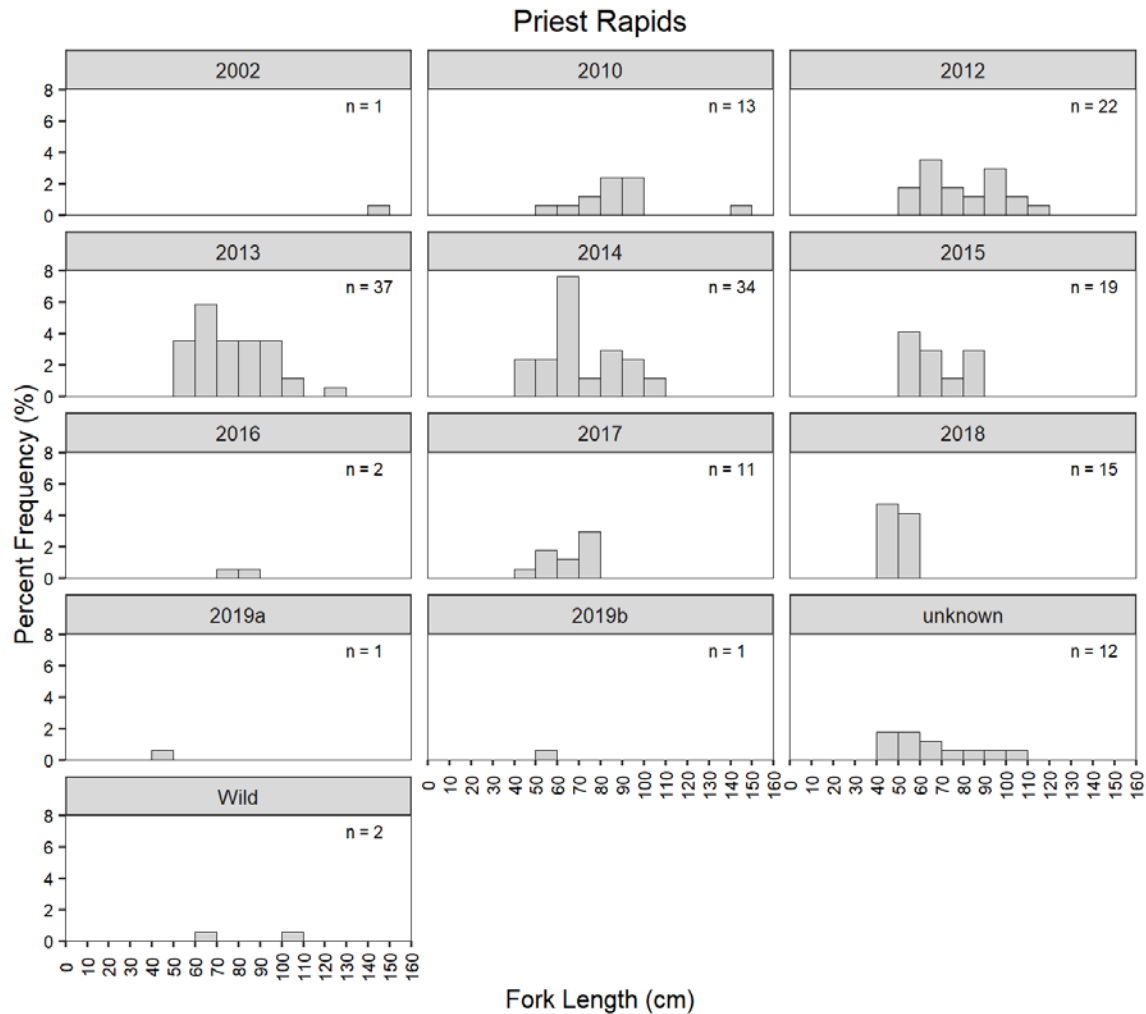 Priest Rapids
2002 2010 2012
8 n = 1 n = 13 n = 22
6
4
2
0
2013 2014 2015
8 n = 37 n = 34 n = 19
6
4
2
0
2016 2017 2018
8 n = 2 n = 11 n = 15
6
4
2
0
2019a 2019b unknown
8 n = 1 n = 1 n = 12
6
4
2
0
0 10 20 30 40 50 60 70 80 90 100 110 120 130 140 150 160 0 10 20 30 40 50 60 70 80 90 100 110 120 130 140 150 160
Wild
8 n = 2
6
4
2
0
0 10 20 30 40 50 60 70 80 90 100 110 120 130 140 150 160
Percent Frequency (%)
Fork Length (cm)